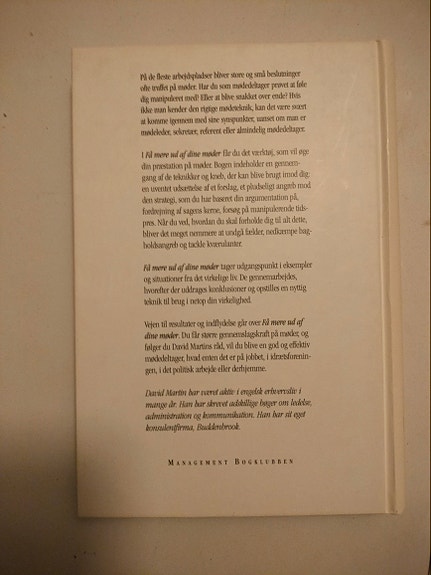 På de fleste arbejdspladser bliver store og små beslutninger
ofte truffet på møder. Har du som mødedeltager prøvet at føle
dig manipuleret med? Eller at blive snakket over ende? Hvis
ikke man kender den rigtige mødeteknik, kan det være svært
at komme igennem med sine synspunkter, uanset om man er
mødeleder, sekretær, referent eller almindelig mødedeltager.
I Få mere ud af dine møder får du det værktøj, som vil øge
din præstation på møder. Bogen indeholder en gennem-
gang af de teknikker og kneb, der kan blive brugt imod dig:
en uventet udsættelse af et forslag, et pludseligt angreb mod
den strategi, som du har baseret din argumentation på,
fordrejning af sagens kerne, forsøg på manipulerende tids-
pres. Når du ved, hvordan du skal forholde dig til alt dette,
bliver det meget nemmere at undgå fælder, nedkæmpe bag-
holdsangreb og tackle kværulanter.
Få mere ud af dine møder tager udgangspunkt i eksempler
og situationer fra det virkelige liv. De gennemarbejdes,
hvorefter der uddrages konklusioner og opstilles en nyttig
teknik til brug i netop din virkelighed.
Vejen til resultater og indflydelse går over Få mere ud af
dine møder. Du får større gennemslagskraft på møder, og
følger du David Martins råd, vil du blive en god og effektiv
mødedeltager, hvad enten det er på jobbet, i idrætsforenin-
gen, i det politisk arbejde eller derhjemme.
David Martin har været aktiv i engelsk erhvervsliv i
mange år. Han har skrevet adskillige bøger om ledelse,
administration og kommunikation. Han har sit eget
konsulentfirma, Buddenbrook.
MANAGEMENT BOGKLUBBEN